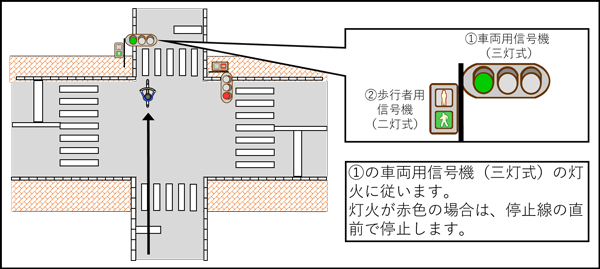 ①車両用信号機
(三灯式)
②歩行者用
信号機
(二灯式)
①の車両用信号機（三灯式）の灯
火に従います。
灯火が赤色の場合は、停止線の直
前で停止します。